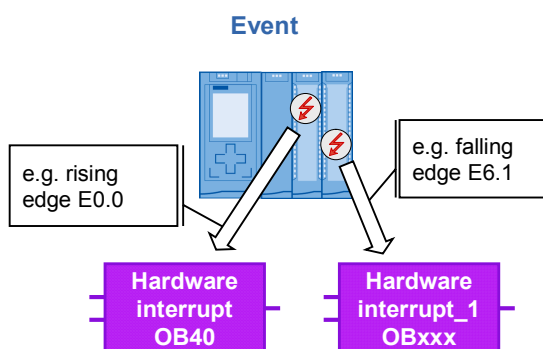 Event
e.g. rising
edge E0.0
e.g. falling
edge E6.1
Hardware
interrupt
OB40
Hardware
interrupt_1
OBxxx